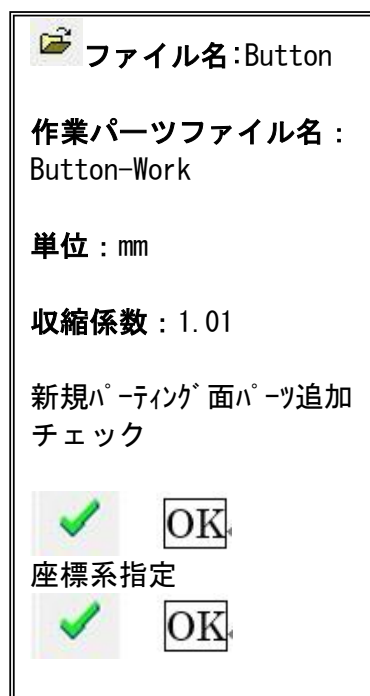 ファイル名:Button
作業パーツファイル名：
Button-Work
単位：mm
収縮係数：1.01
新規ﾊﾟｰﾃｨﾝｸﾞ面ﾊﾟｰﾂ追加
チェック
OK
座標系指定
OK